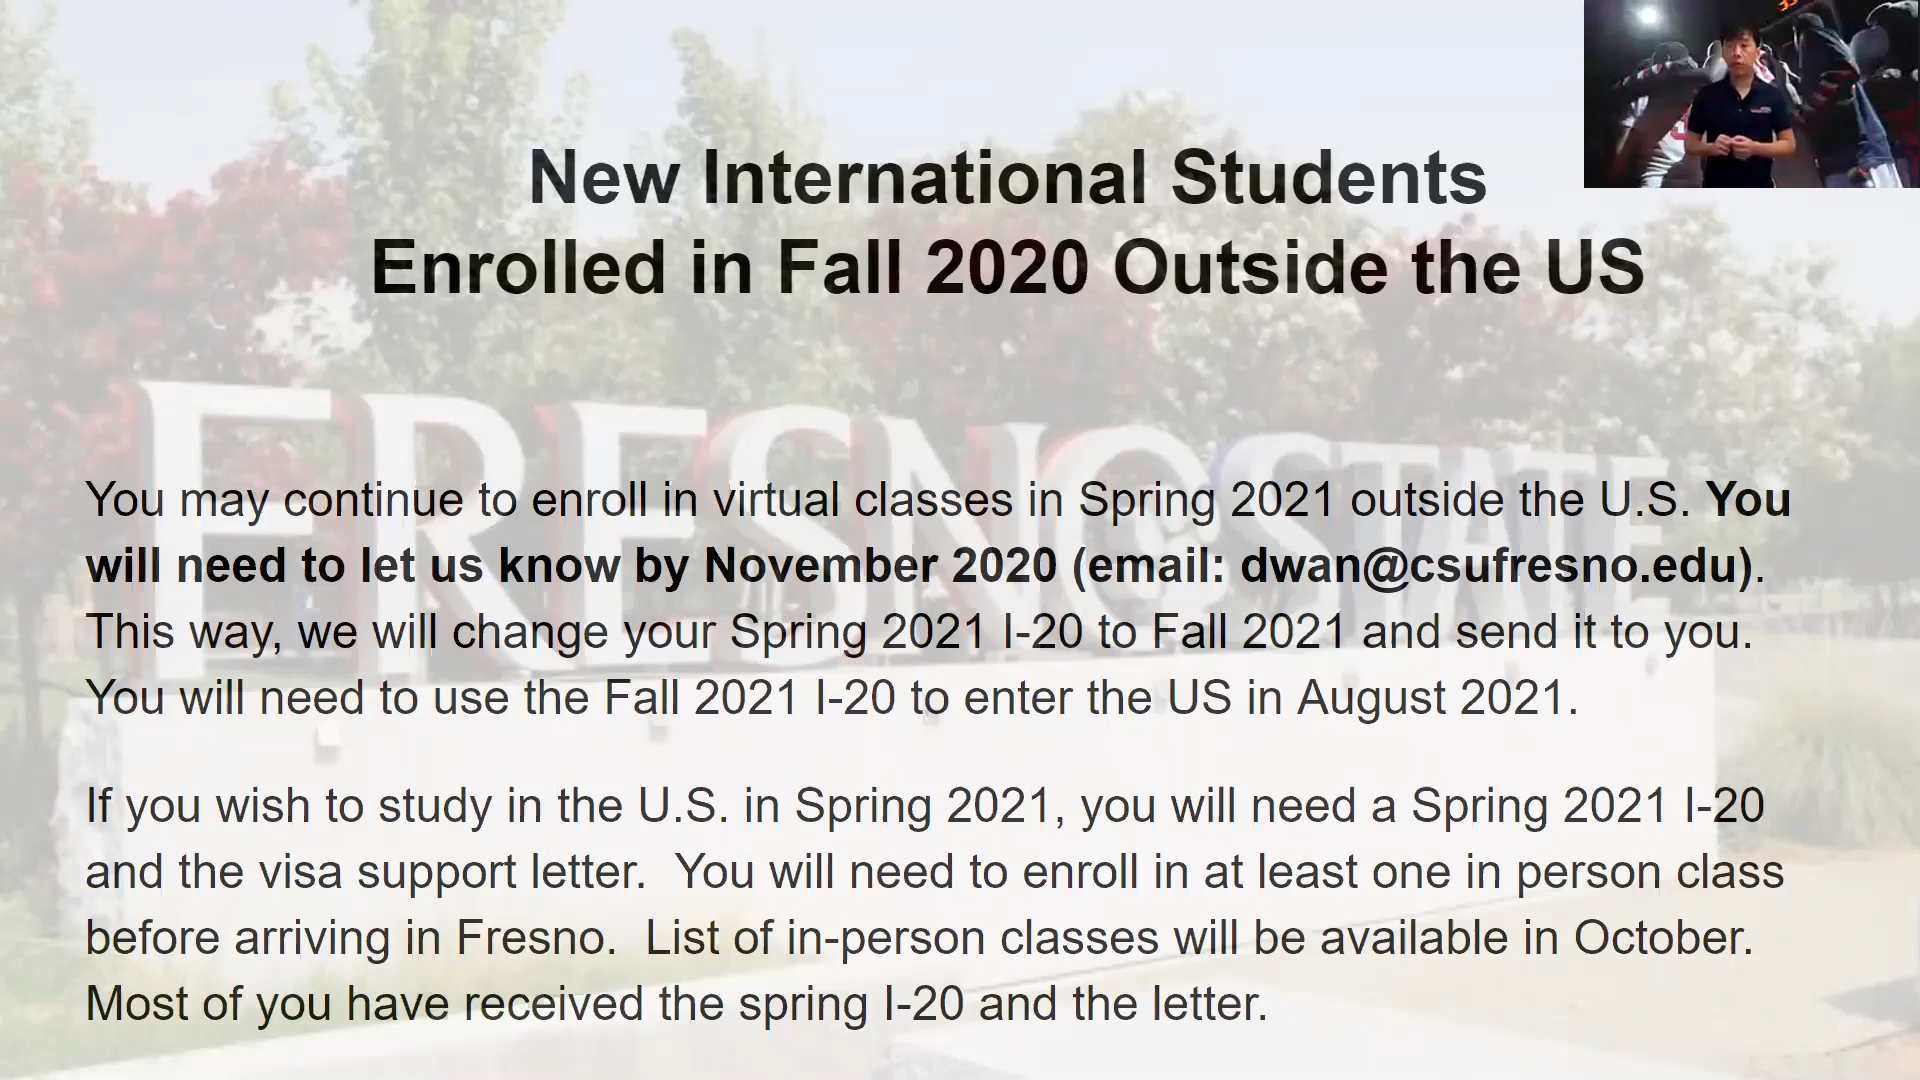 New International Students
Enrolled in Fall 2020 Outside the US
FRESNO STATE
You may continue to enroll in virtual classes in Spring 2021 outside the U.S. You
will need to let us know by November 2020 (email: dwan@csufresno.edu).
This way, we will change your Spring 2021 I-20 to Fall 2021 and send it to you.
You will need to use the Fall 2021 I-20 to enter the US in August 2021.
If you wish to study in the U.S. in Spring 2021, you will need a Spring 2021 I-20
and the visa support letter.  You will need to enroll in at least one in person class
before arriving in Fresno.  List of in-person classes will be available in October.
Most of you have received the spring I-20 and the letter.